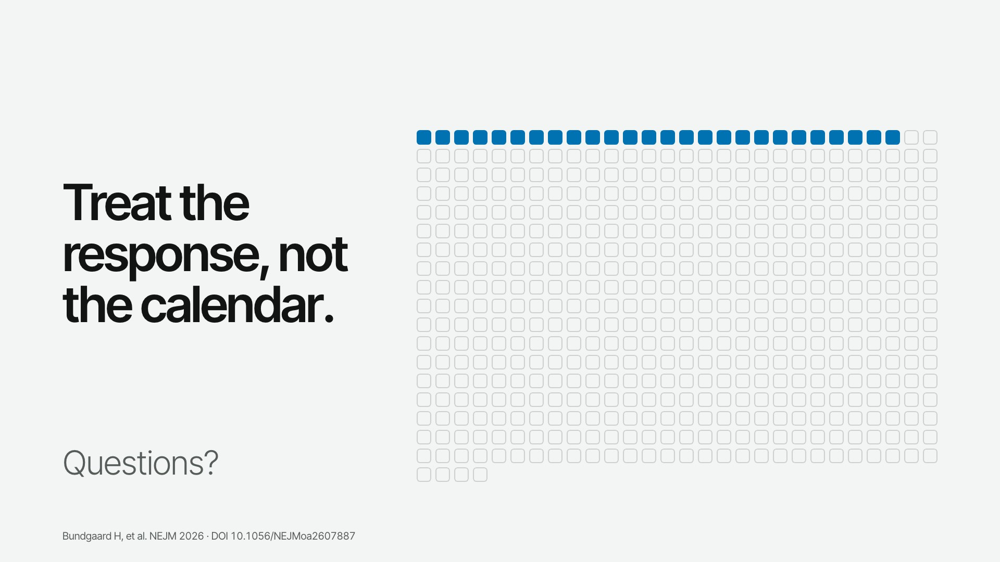 Treat the
response, not
the calendar.
Questions?
Bundgaard H, et al. NEJM 2026 · DOI 10.1056/NEJMoa2607887